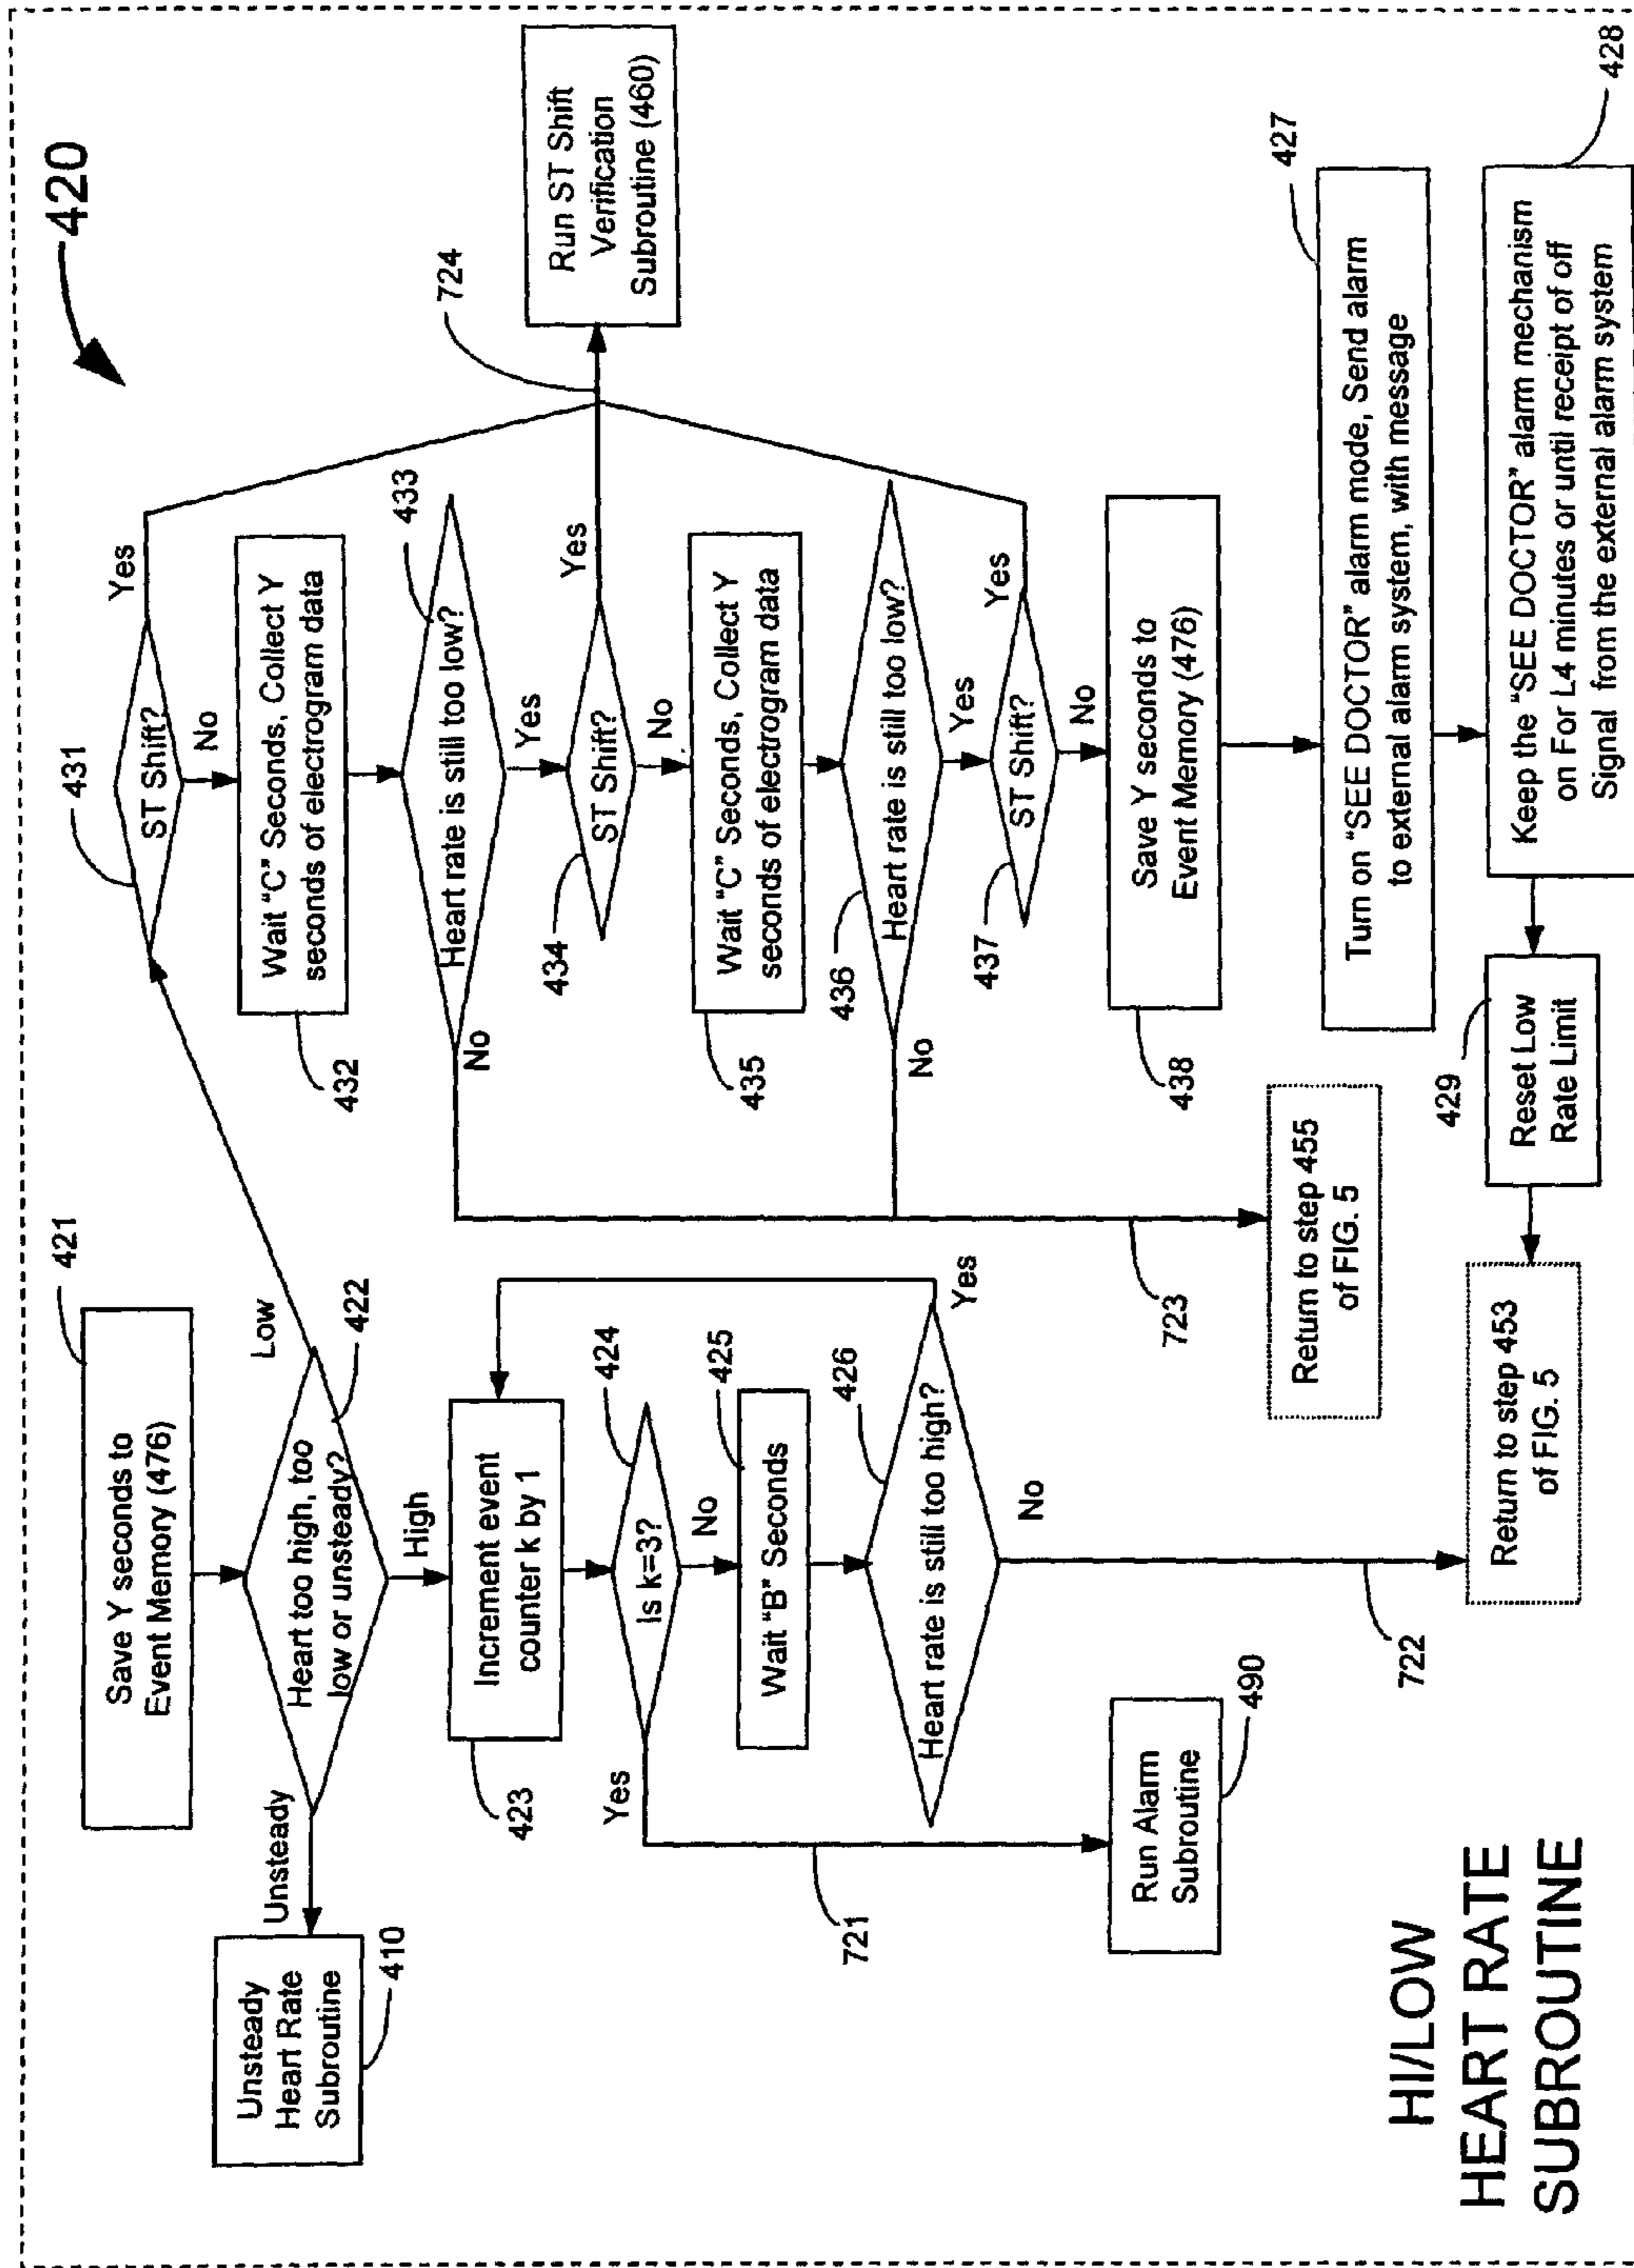 420
421
Save Y seconds to
Event Memory (476)
422
Heart too high, too
low or unsteady?
Unsteady
Unsteady
Heart Rate
Subroutine
410
High
Low
423
Increment event
counter k by 1
424
Is k=3?
Yes
No
425
Wait "B" Seconds
426
Heart rate is still too high?
Yes
No
721
Run Alarm
Subroutine
490
722
Return to step 453
of FIG. 5
431
ST Shift?
Yes
No
432
Wait "C" Seconds, Collect Y
seconds of electrogram data
433
Heart rate is still too low?
No
Yes
434
ST Shift?
Yes
No
435
Wait "C" Seconds, Collect Y
seconds of electrogram data
436
Heart rate is still too low?
No
Yes
437
ST Shift?
Yes
No
724
Run ST Shift
Verification
Subroutine (460)
723
Return to step 455
of FIG. 5
438
Save Y seconds to
Event Memory (476)
427
Turn on "SEE DOCTOR" alarm mode, Send alarm
to external alarm system, with message
428
Keep the "SEE DOCTOR" alarm mechanism
on For L4 minutes or until receipt of off
Signal from the external alarm system
429
Reset Low
Rate Limit
HI/LOW
HEART RATE
SUBROUTINE